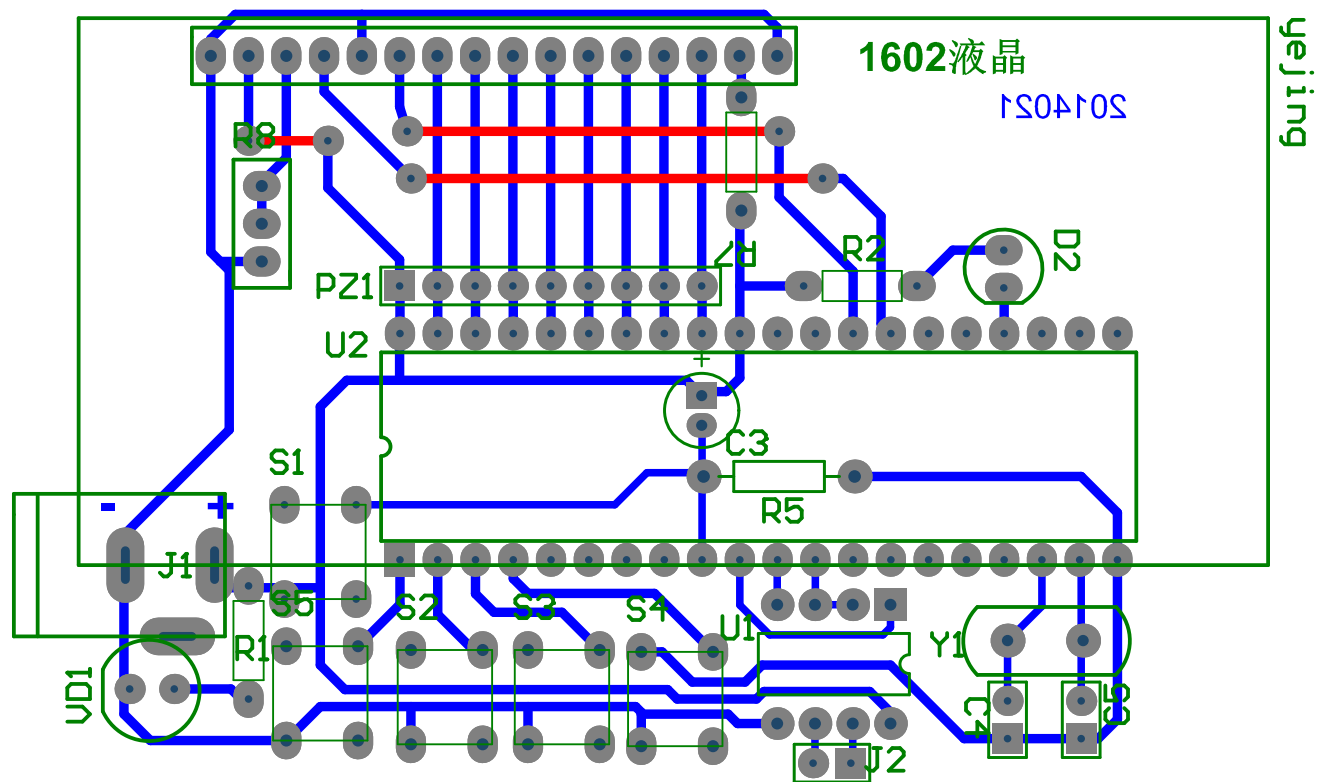 1602液晶
yejing
2014021
R8
R7
R2
D2
PZ1
U2
+
C3
S1
R5
-
+
J1
S5
S2
S3
S4
U1
Y1
R1
VD1
C4
C5
J2